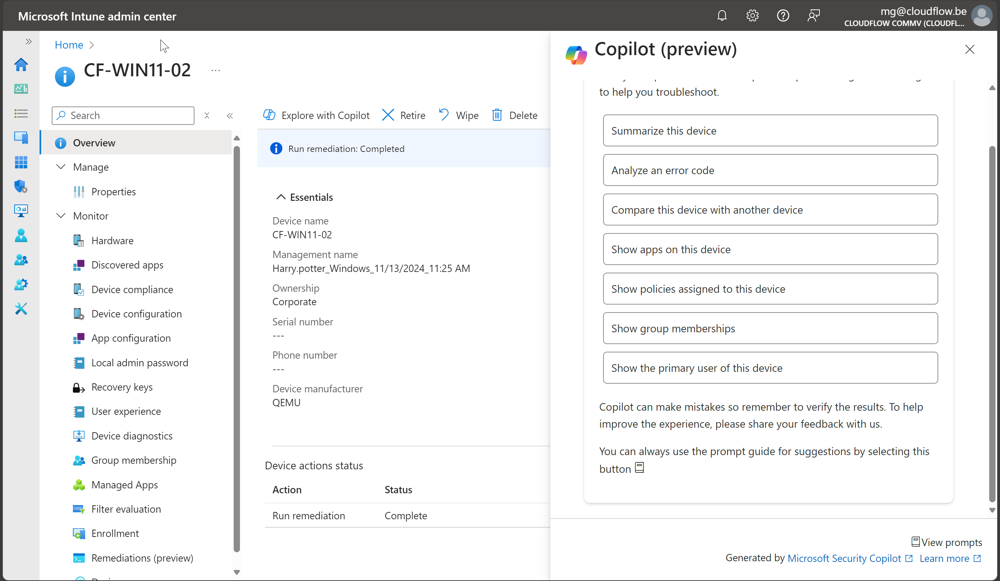 Microsoft Intune admin center
mg@cloudflow.be
CLOUDFLOW COMMV (CLOUDFL...
Home
CF-WIN11-02
...
Search
Overview
Manage
Properties
Monitor
Hardware
Discovered apps
Device compliance
Device configuration
App configuration
Local admin password
Recovery keys
User experience
Device diagnostics
Group membership
Managed Apps
Filter evaluation
Enrollment
Remediations (preview)
Explore with Copilot
Retire
Wipe
Delete
Run remediation: Completed
Essentials
Device name
CF-WIN11-02
Management name
Harry.potter_Windows_11/13/2024_11:25 AM
Ownership
Corporate
Serial number
---
Phone number
---
Device manufacturer
QEMU
Device actions status
Action Status
Run remediation Complete
Copilot (preview)
to help you troubleshoot.
Summarize this device
Analyze an error code
Compare this device with another device
Show apps on this device
Show policies assigned to this device
Show group memberships
Show the primary user of this device
Copilot can make mistakes so remember to verify the results. To help
improve the experience, please share your feedback with us.
You can always use the prompt guide for suggestions by selecting this
button
View prompts
Generated by Microsoft Security Copilot Learn more